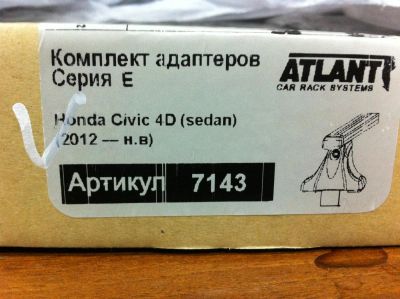 Комплект адаптеров
Серия E
ATLANT
CAR RACK SYSTEMS
Honda Civic 4D (sedan)
(2012 — н.в)
Артикул 7143